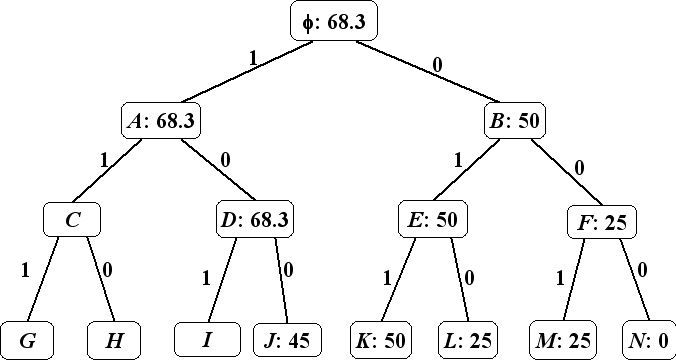 ϕ: 68.3
1 0
A: 68.3 B: 50
1 0 1 0
C D: 68.3 E: 50 F: 25
1 0 1 0 1 0 1 0
G H I J: 45 K: 50 L: 25 M: 25 N: 0